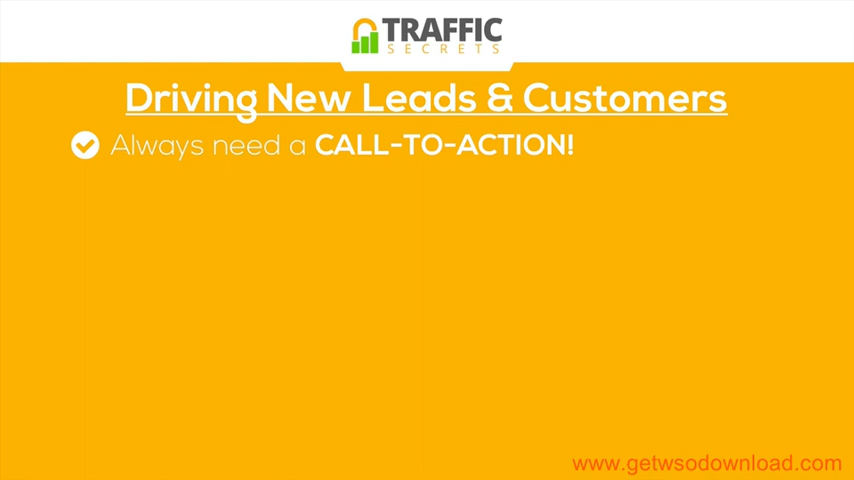 TRAFFIC
SECRETS
Driving New Leads & Customers
Always need a CALL-TO-ACTION!
www.getwsodownload.com